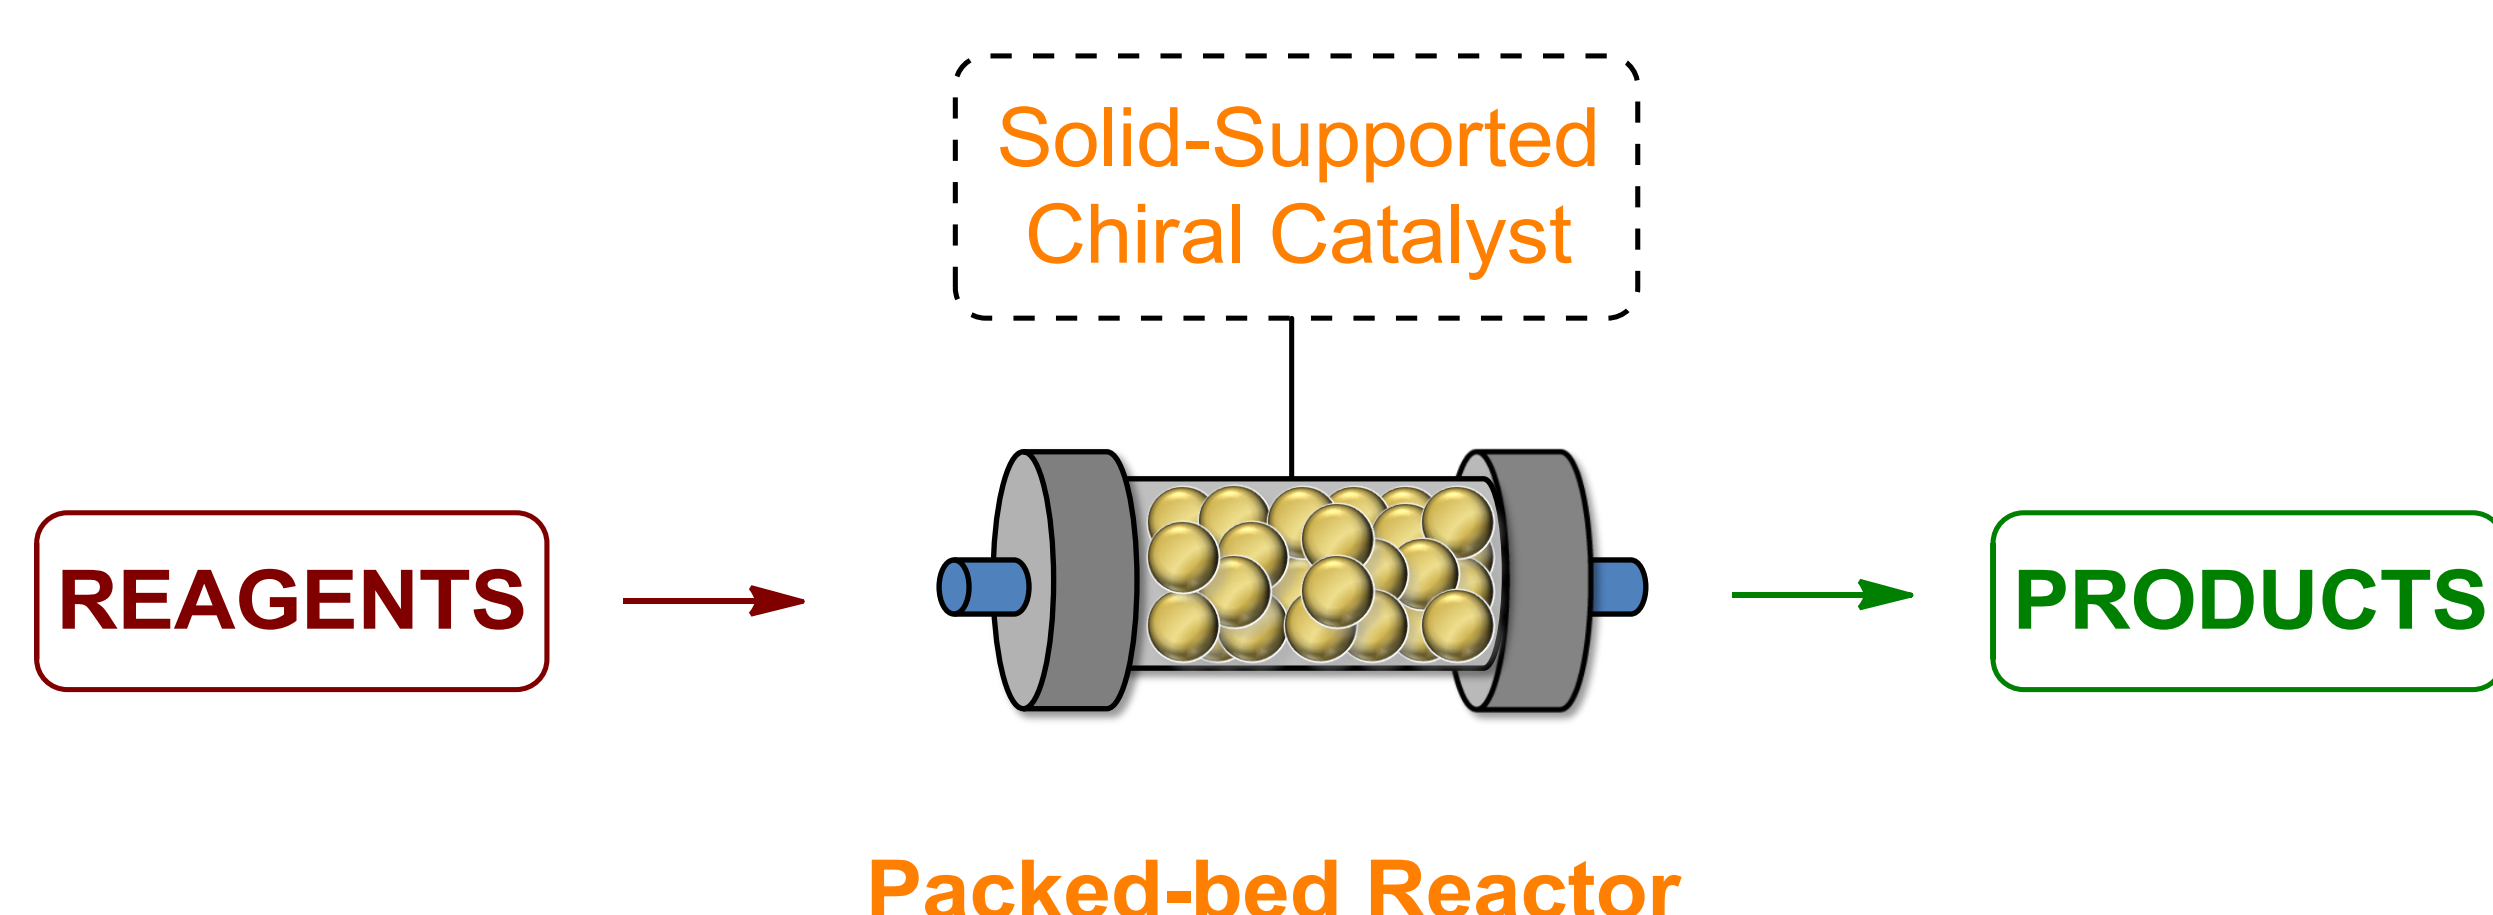 Solid-Supported
Chiral Catalyst
REAGENTS
PRODUCTS
Packed-bed Reactor